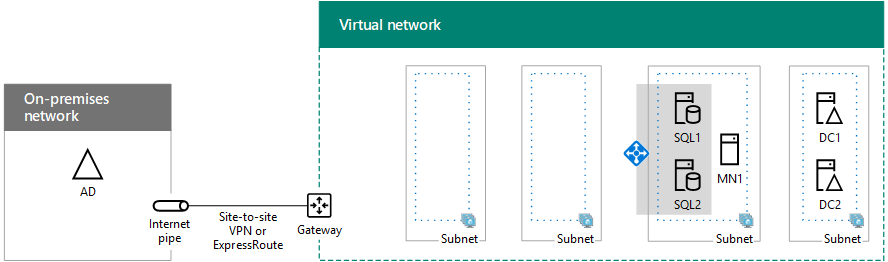 Virtual network
On-premises
network
AD
Internet
pipe
Site-to-site
VPN or
ExpressRoute
Gateway
Subnet
Subnet
SQL1
SQL2
MN1
Subnet
DC1
DC2
Subnet